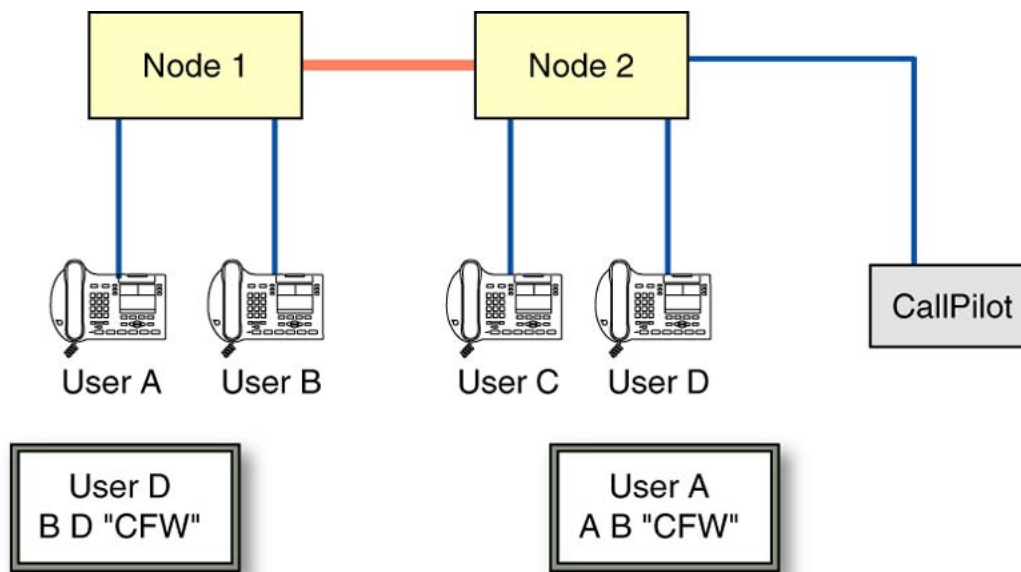 Node 1
Node 2
CallPilot
User A
User B
User C
User D
User D
B D "CFW"
User A
A B "CFW"